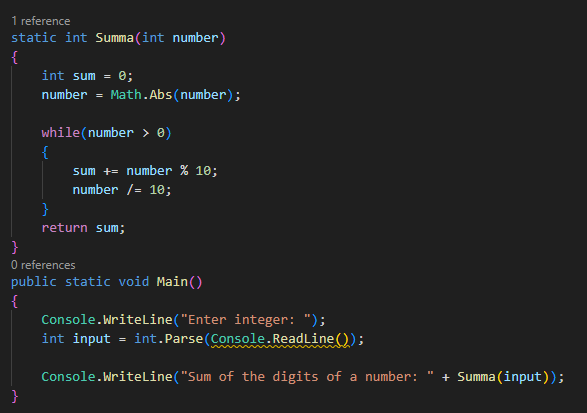 1 reference
static int Summa(int number)
{
int sum = 0;
number = Math.Abs(number);
while(number > 0)
{
sum += number % 10;
number /= 10;
}
return sum;
}
0 references
public static void Main()
{
Console.WriteLine("Enter integer: ");
int input = int.Parse(Console.ReadLine());
Console.WriteLine("Sum of the digits of a number: " + Summa(input));
}